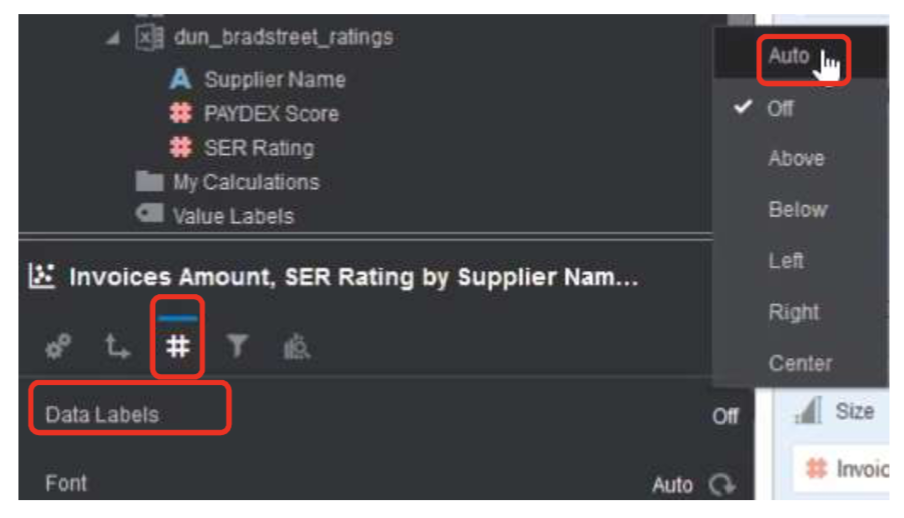 dun_bradstreet_ratings
Supplier Name
PAYDEX Score
SER Rating
My Calculations
Value Labels
Invoices Amount, SER Rating by Supplier Nam...
Data Labels
Off
Font
Auto
Auto
Off
Above
Below
Left
Right
Center
Size
Invoic